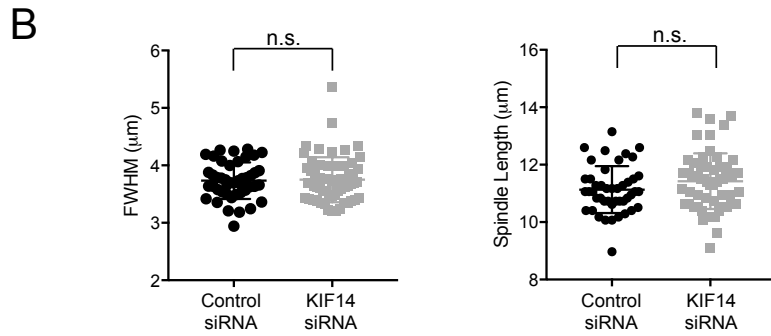 B
n.s.
6
5
4
3
2
FWHM (μm)
Control
siRNA
KIF14
siRNA
n.s.
16
14
12
10
8
Spindle Length (μm)
Control
siRNA
KIF14
siRNA